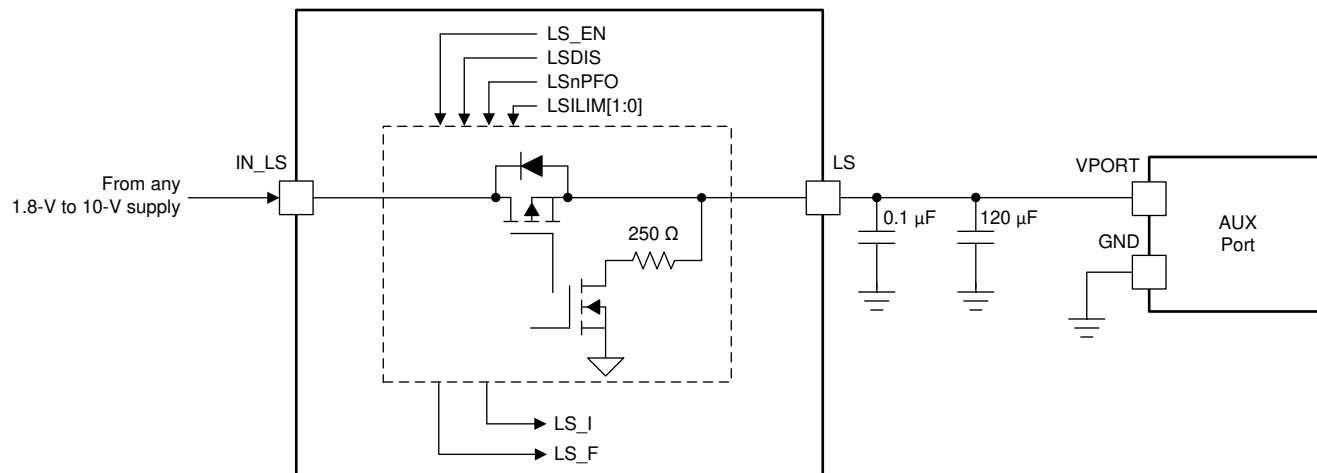 LS_EN
LSDIS
LSnPFO
LSILIM[1:0]
IN_LS
LS
VPORT
From any
1.8-V to 10-V supply
0.1 µF
120 µF
AUX
Port
250 Ω
GND
LS_I
LS_F